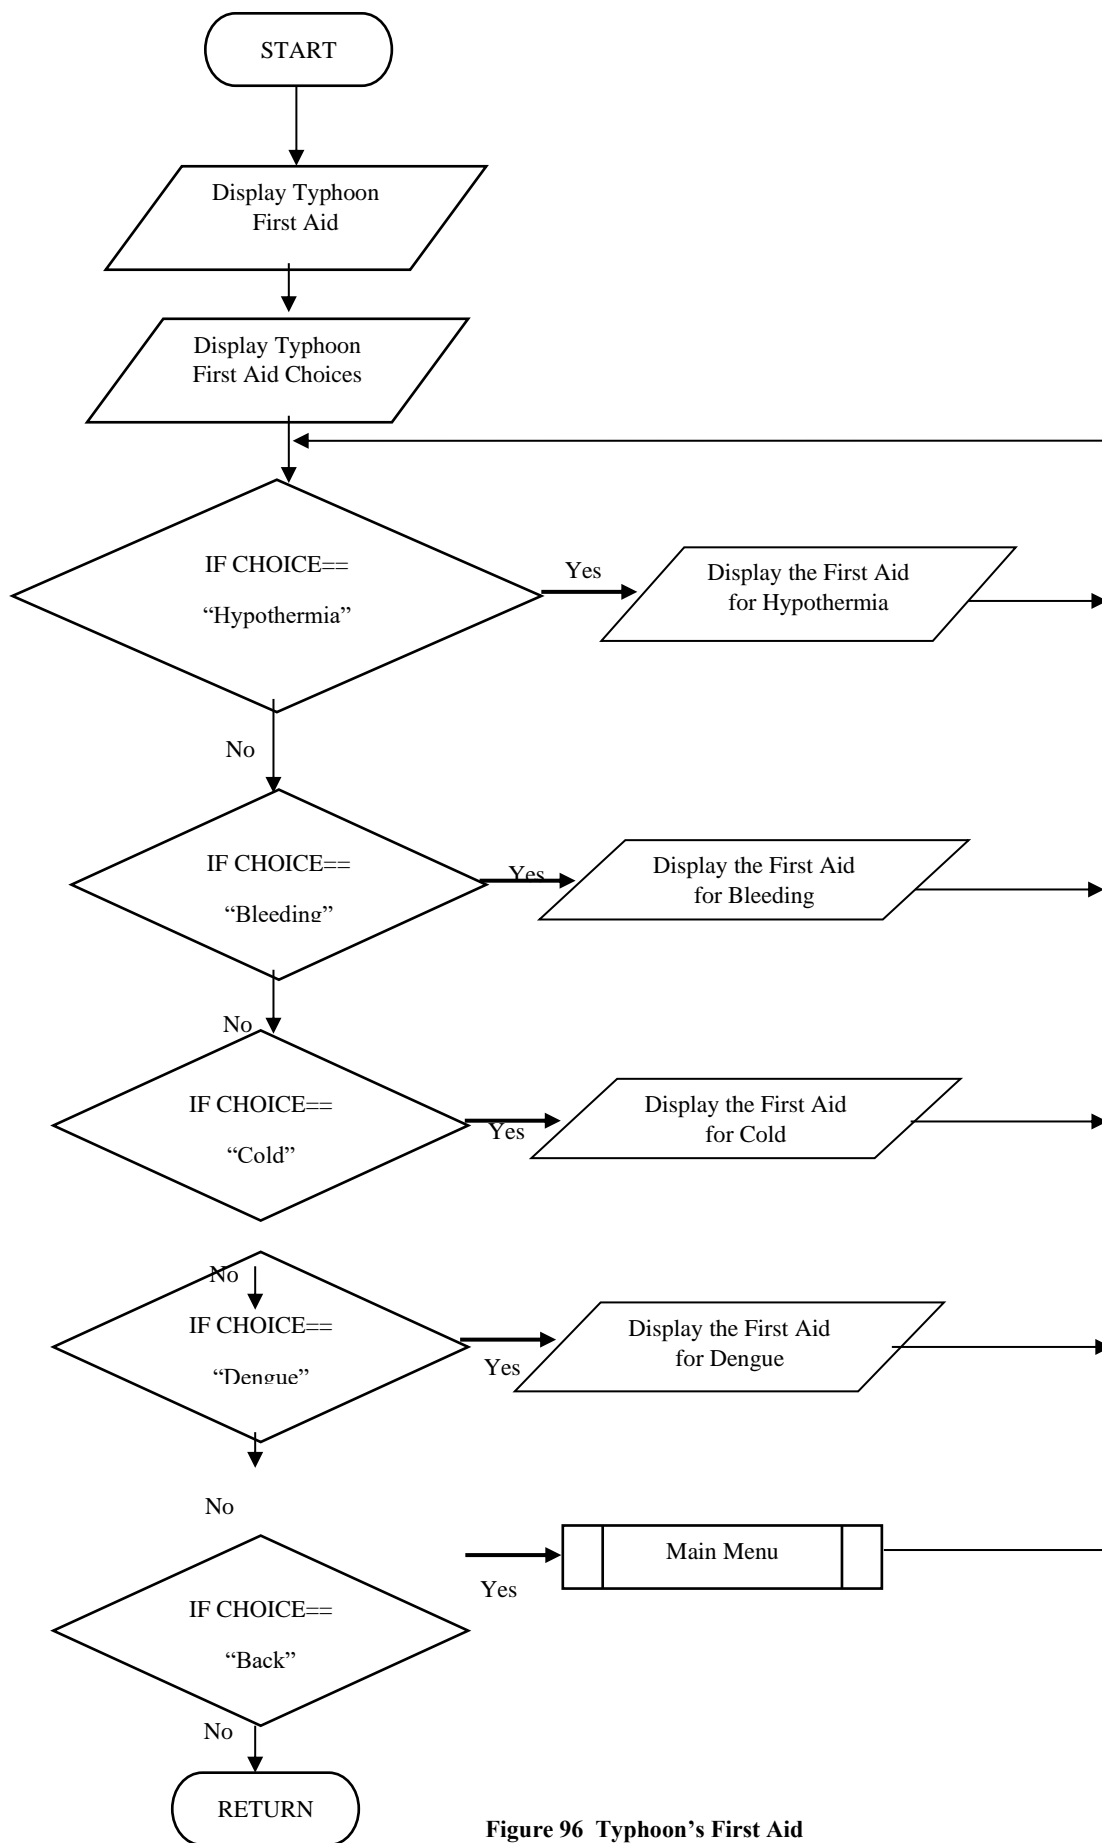 START
Display Typhoon
First Aid
Display Typhoon
First Aid Choices
IF CHOICE==
“Hypothermia”
Yes
Display the First Aid
for Hypothermia
No
IF CHOICE==
“Bleeding”
Yes
Display the First Aid
for Bleeding
No
IF CHOICE==
“Cold”
Yes
Display the First Aid
for Cold
No
IF CHOICE==
“Dengue”
Yes
Display the First Aid
for Dengue
No
IF CHOICE==
“Back”
Yes
Main Menu
No
RETURN
Figure 96  Typhoon’s First Aid